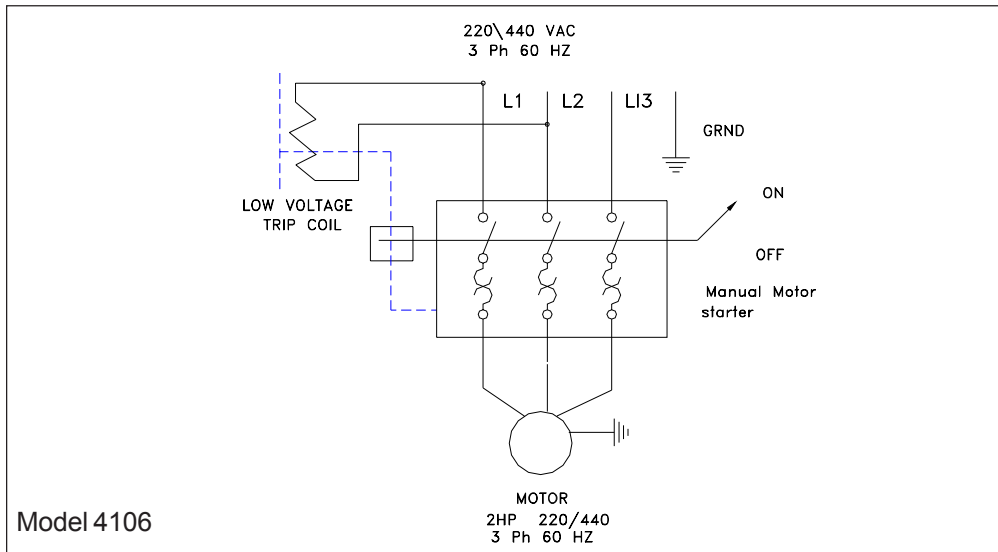 220\440 VAC
3 Ph 60 HZ
L1 L2 LI3
GRND
LOW VOLTAGE
TRIP COIL
ON
OFF
Manual Motor
starter
MOTOR
2HP 220/440
3 Ph 60 HZ
Model 4106